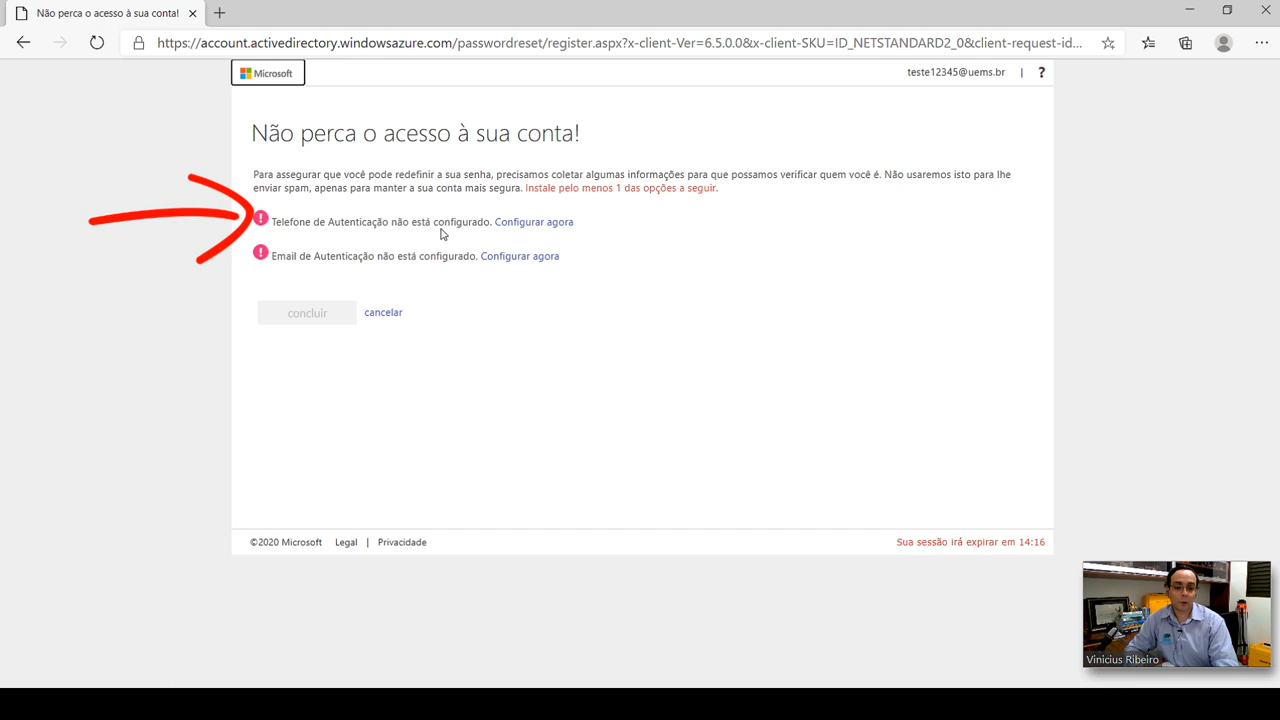 Não perca o acesso à sua conta!
https://account.activedirectory.windowsazure.com/passwordreset/register.aspx?x-client-Ver=6.5.0.0&x-client-SKU=ID_NETSTANDARD2_0&client-request-id...
Microsoft
teste12345@uems.br | ?
Não perca o acesso à sua conta!
Para assegurar que você pode redefinir a sua senha, precisamos coletar algumas informações para que possamos verificar quem você é. Não usaremos isto para lhe
enviar spam, apenas para manter a sua conta mais segura. Instale pelo menos 1 das opções a seguir.
! Telefone de Autenticação não está configurado. Configurar agora
! Email de Autenticação não está configurado. Configurar agora
concluir cancelar
©2020 Microsoft Legal | Privacidade
Sua sessão irá expirar em 14:16
Vinicius Ribeiro